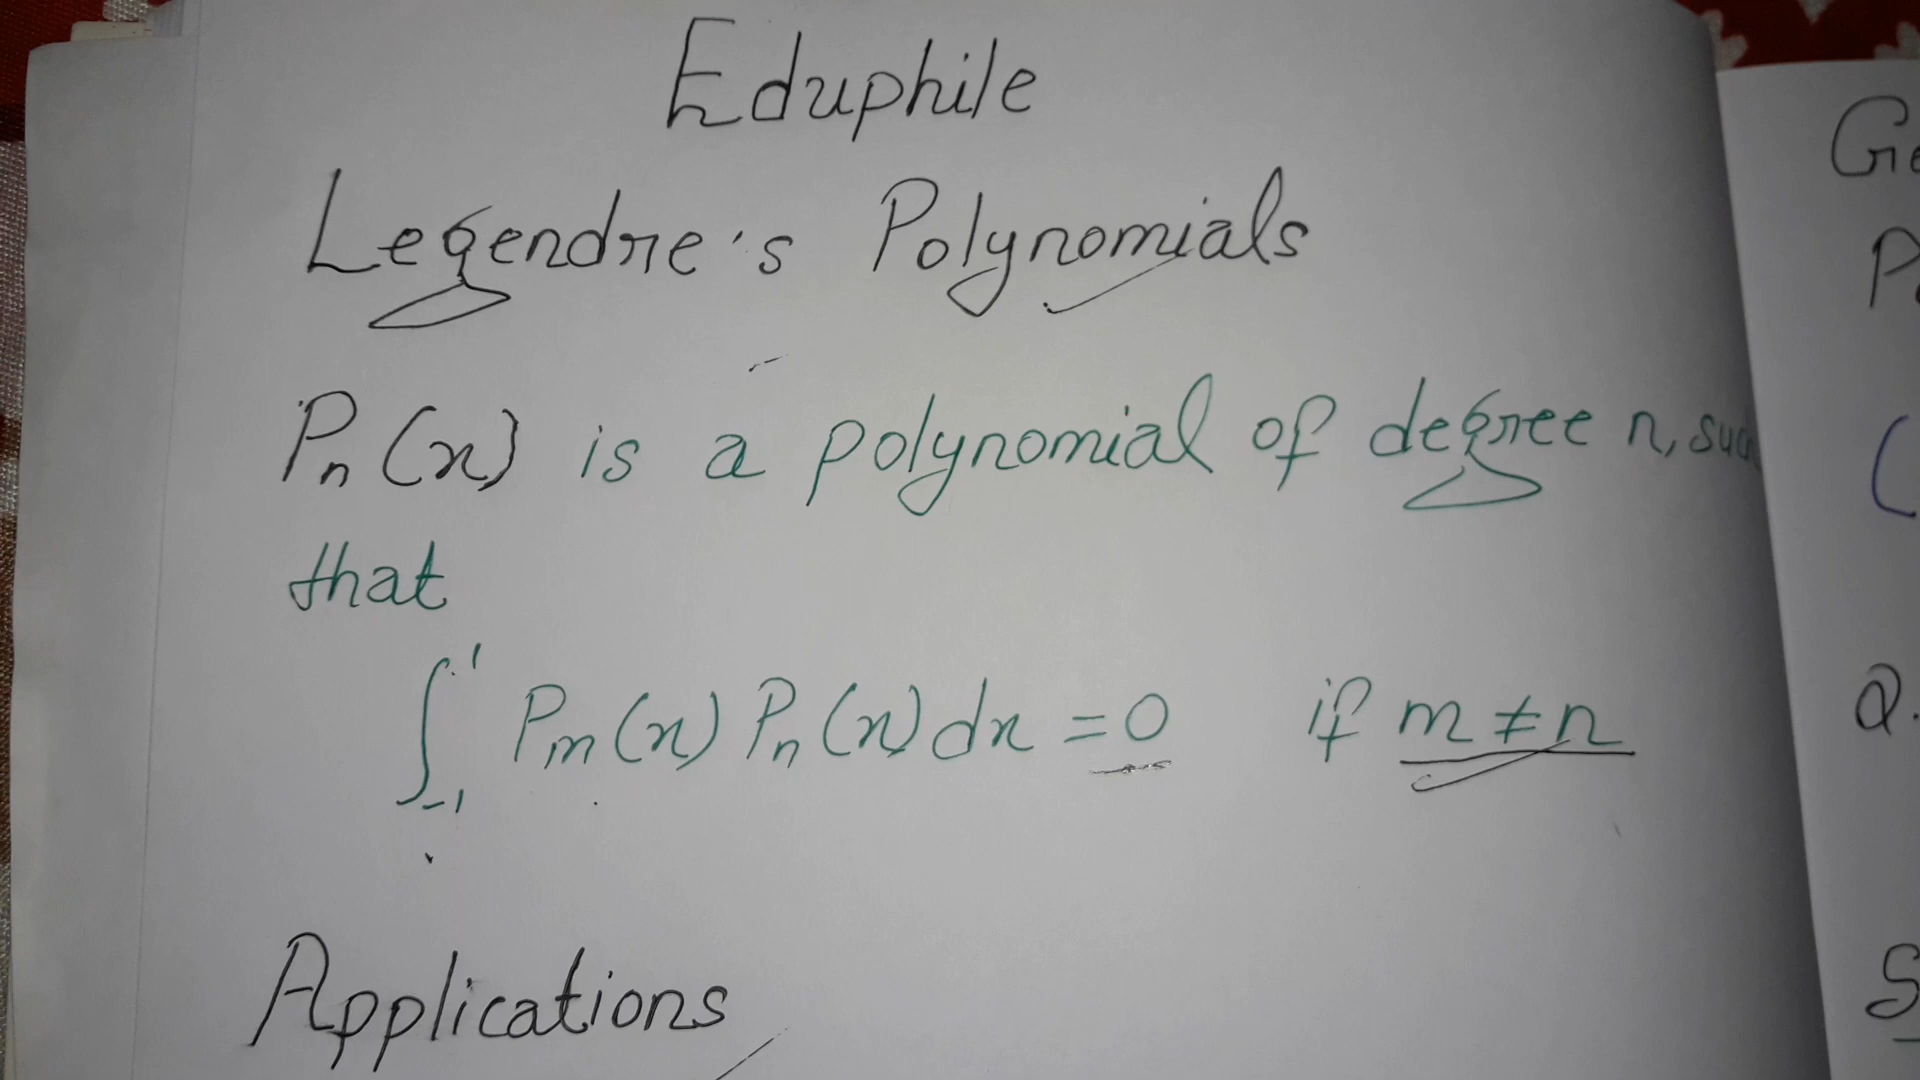 Eduphile
Legendre's Polynomials
Pn(x) is a polynomial of degree n, such
that
∫₋₁¹ Pm(x) Pn(x) dx = 0 if m ≠ n
Applications
P
(
Q.
S